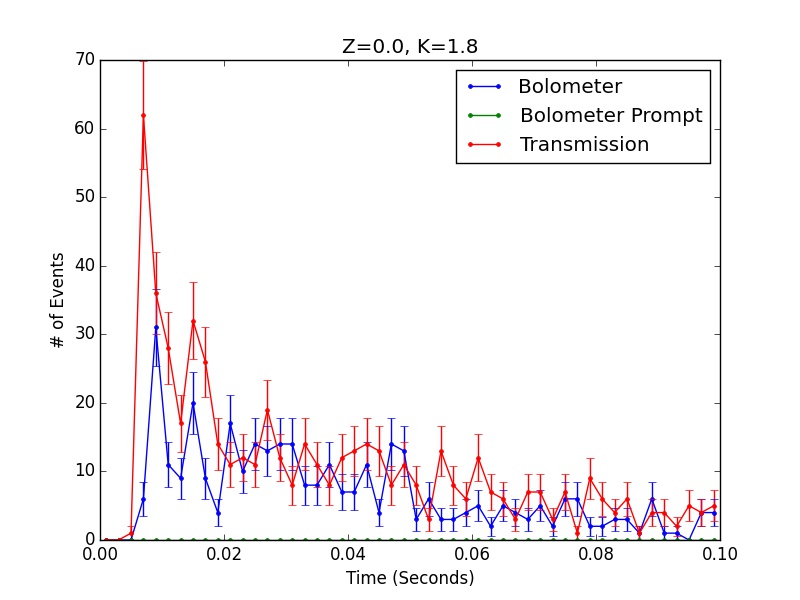 Z=0.0, K=1.8
70
60
50
40
30
20
10
0
# of Events
Bolometer
Bolometer Prompt
Transmission
0.00 0.02 0.04 0.06 0.08 0.10
Time (Seconds)